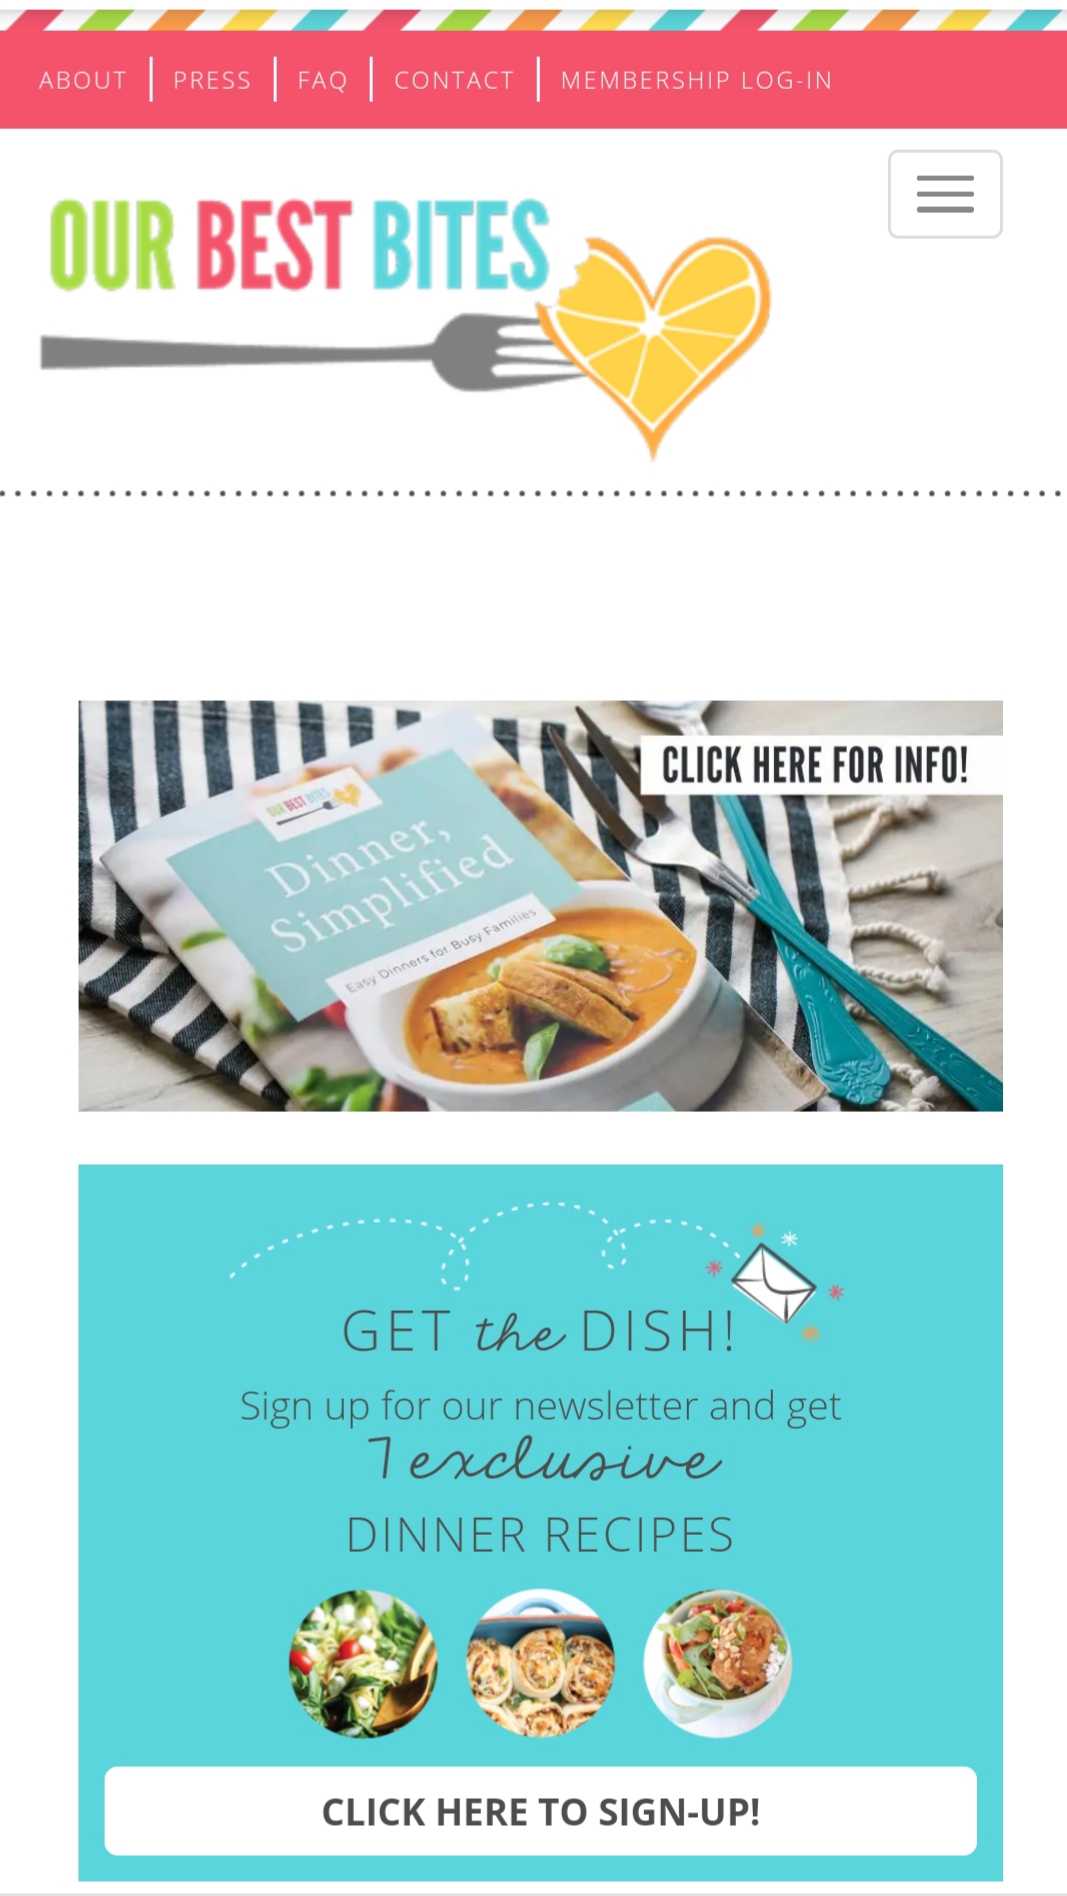 ABOUT PRESS FAQ CONTACT MEMBERSHIP LOG-IN
OUR BEST BITES
CLICK HERE FOR INFO!
OUR BEST BITES
Dinner,
Simplified
Easy Dinners for Busy Families
GET the DISH!
Sign up for our newsletter and get
7 exclusive
DINNER RECIPES
CLICK HERE TO SIGN-UP!